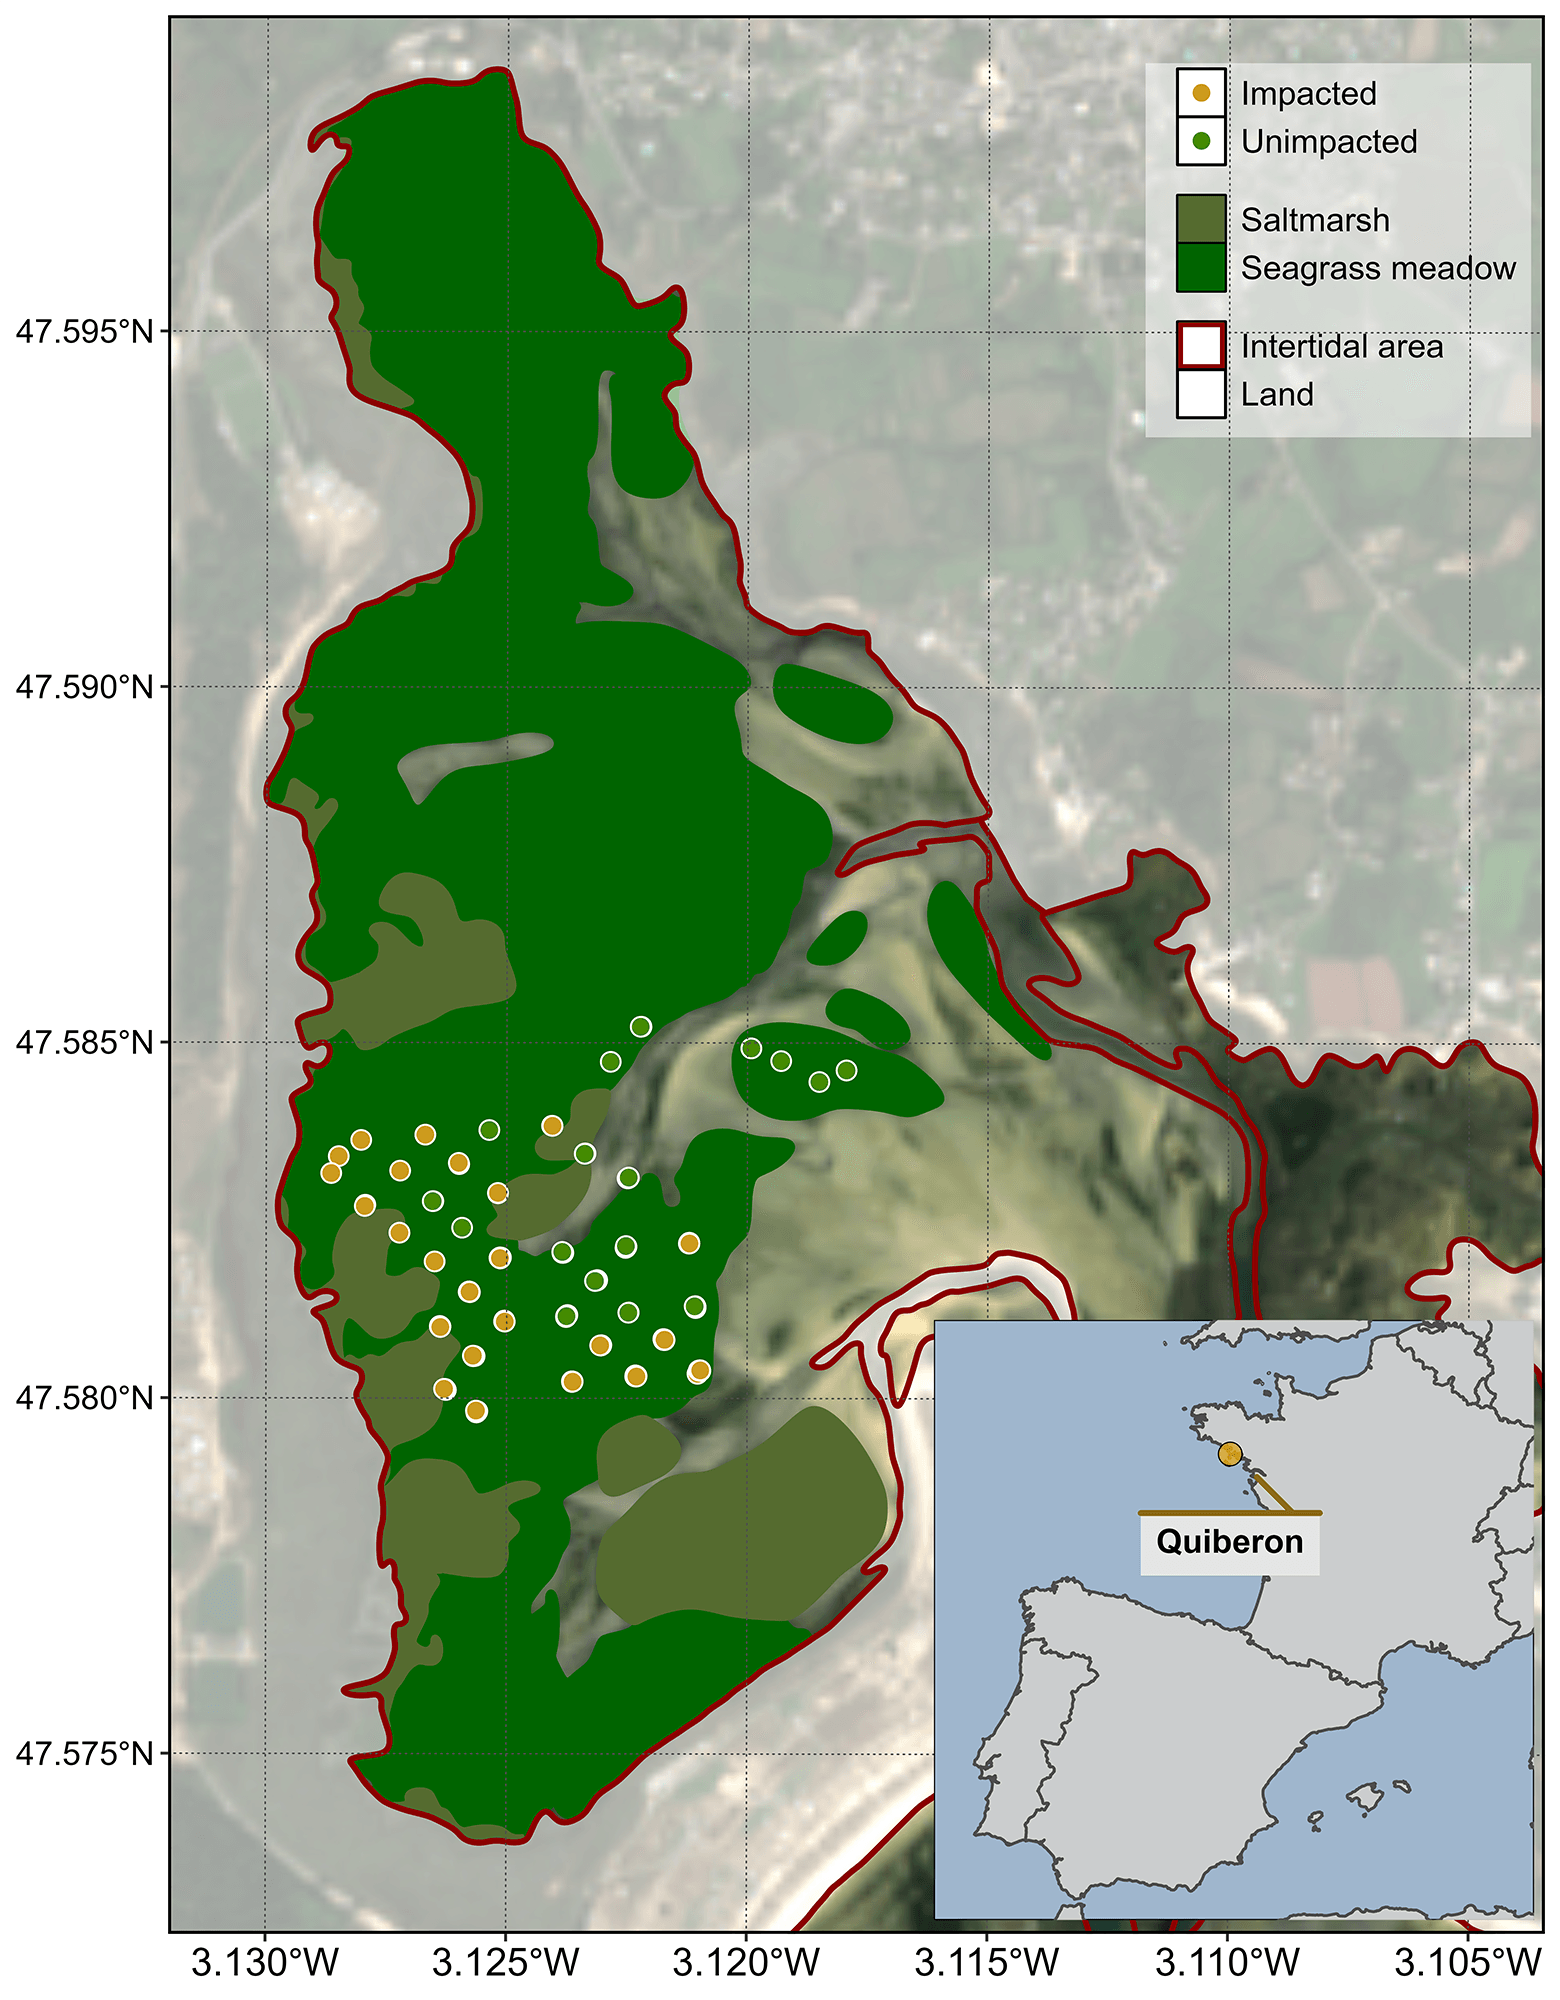 Impacted
Unimpacted
Saltmarsh
Seagrass meadow
Intertidal area
Land
47.595°N
47.590°N
47.585°N
47.580°N
47.575°N
Quiberon
3.130°W 3.125°W 3.120°W 3.115°W 3.110°W 3.105°W